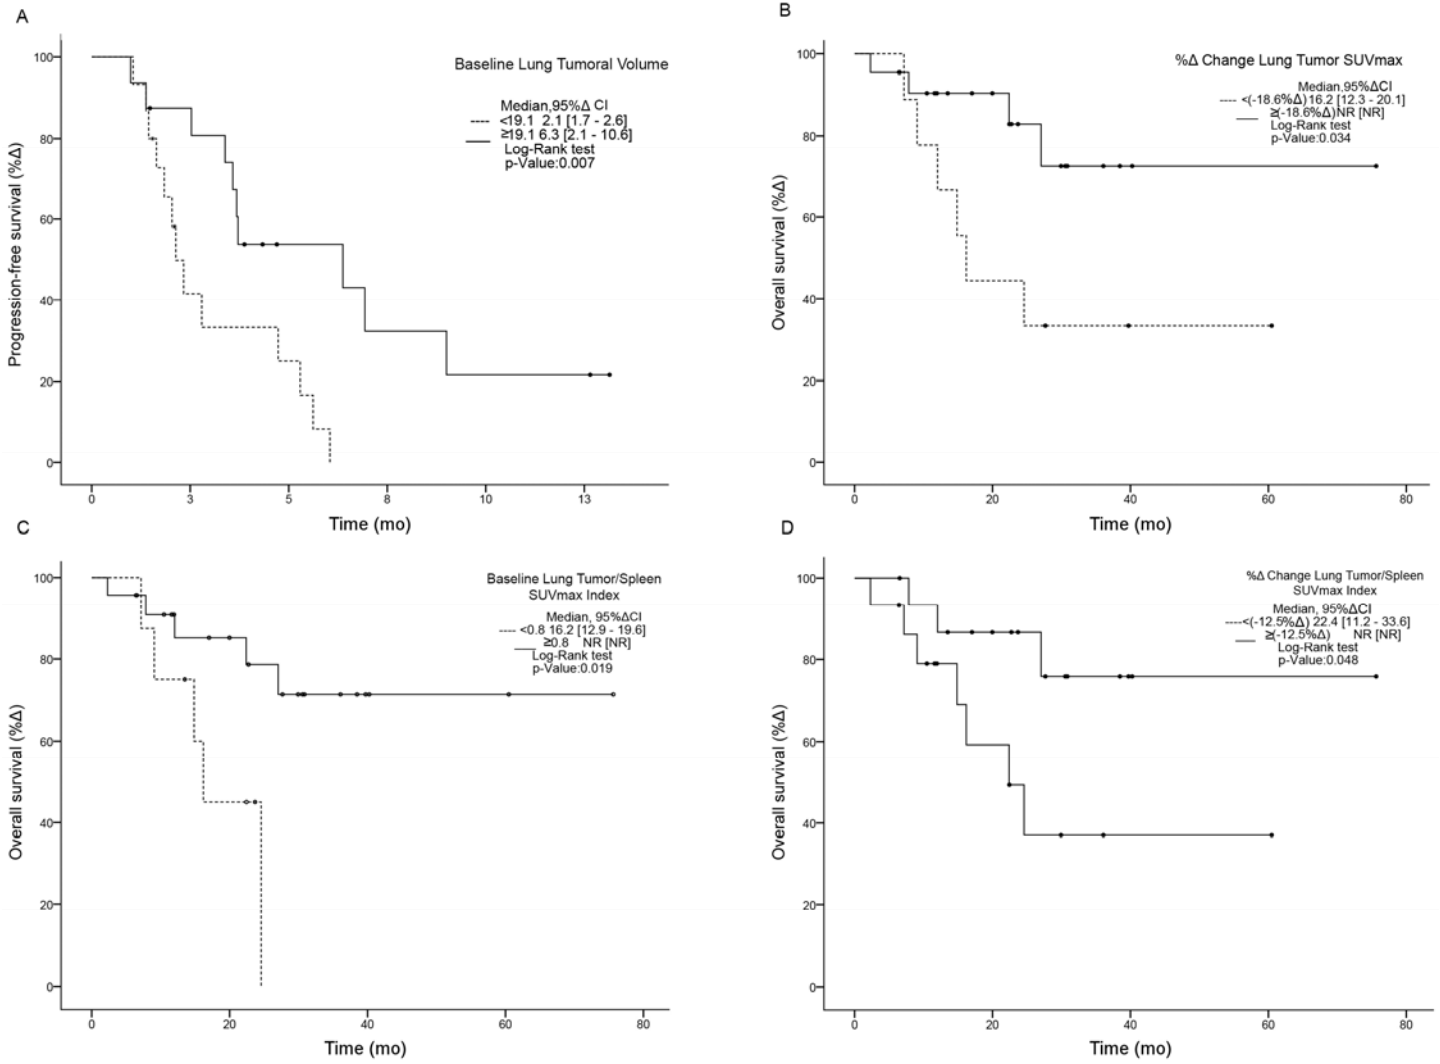 A
Baseline Lung Tumoral Volume
Median,95%Δ CI
<19.1 2.1 [1.7 - 2.6]
≥19.1 6.3 [2.1 - 10.6]
Log-Rank test
p-Value:0.007
Progression-free survival (%Δ)
100
80
60
40
20
0
0 3 5 8 10 13
Time (mo)
B
%Δ Change Lung Tumor SUVmax
Median,95%ΔCI
<(-18.6%Δ) 16.2 [12.3 - 20.1]
≥(-18.6%Δ) NR [NR]
Log-Rank test
p-Value:0.034
Overall survival (%Δ)
100
80
60
40
20
0
0 20 40 60 80
Time (mo)
C
Baseline Lung Tumor/Spleen
SUVmax Index
Median, 95%ΔCI
<0.8 16.2 [12.9 - 19.6]
≥0.8 NR [NR]
Log-Rank test
p-Value:0.019
Overall survival (%Δ)
100
80
60
40
20
0
0 20 40 60 80
Time (mo)
D
%Δ Change Lung Tumor/Spleen
SUVmax Index
Median, 95%ΔCI
<(-12.5%Δ) 22.4 [11.2 - 33.6]
≥(-12.5%Δ) NR [NR]
Log-Rank test
p-Value:0.048
Overall survival (%Δ)
100
80
60
40
20
0
0 20 40 60 80
Time (mo)